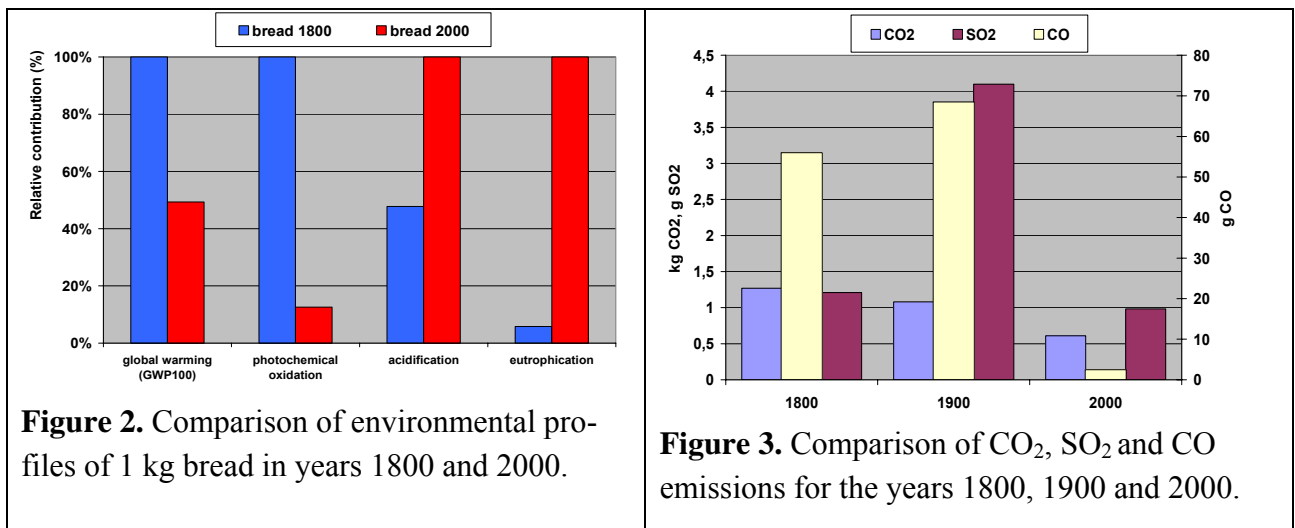 bread 1800 bread 2000
Relative contribution (%)
100%
80%
60%
40%
20%
0%
global warming
(GWP100)
photochemical
oxidation
acidification
eutrophication
Figure 2. Comparison of environmental pro-
files of 1 kg bread in years 1800 and 2000.
CO2 SO2 CO
kg CO2, g SO2
4,5
4
3,5
3
2,5
2
1,5
1
0,5
0
80
70
60
50
40
30
20
10
0
g CO
1800 1900 2000
Figure 3. Comparison of CO₂, SO₂ and CO
emissions for the years 1800, 1900 and 2000.